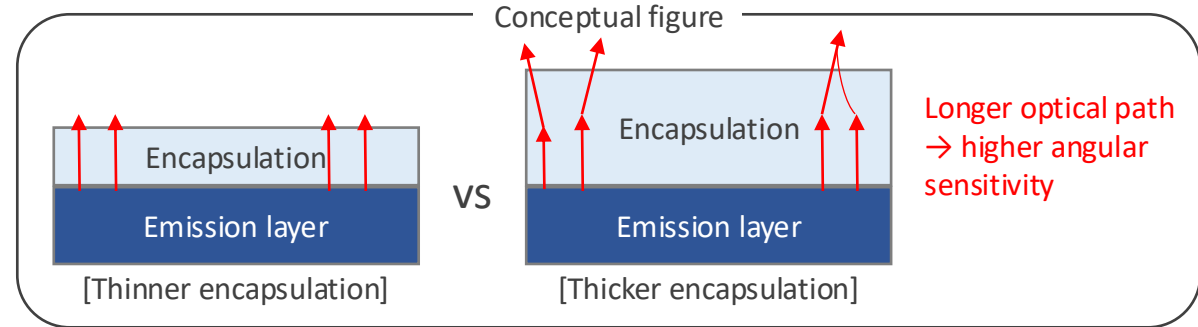 Conceptual figure
Encapsulation
Emission layer
[Thinner encapsulation]
vs
Encapsulation
Emission layer
[Thicker encapsulation]
Longer optical path
→ higher angular
sensitivity